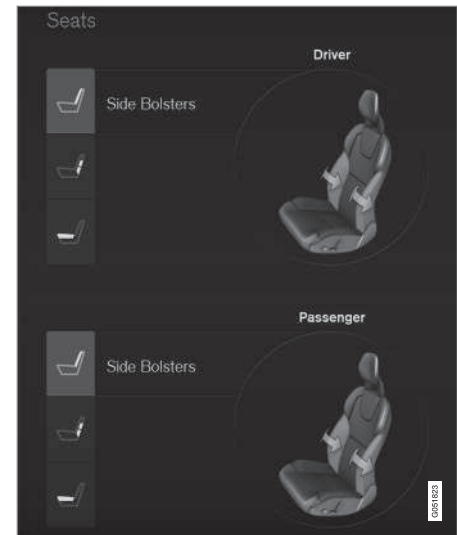 Seats
Driver
Side Bolsters
Passenger
Side Bolsters
G051823